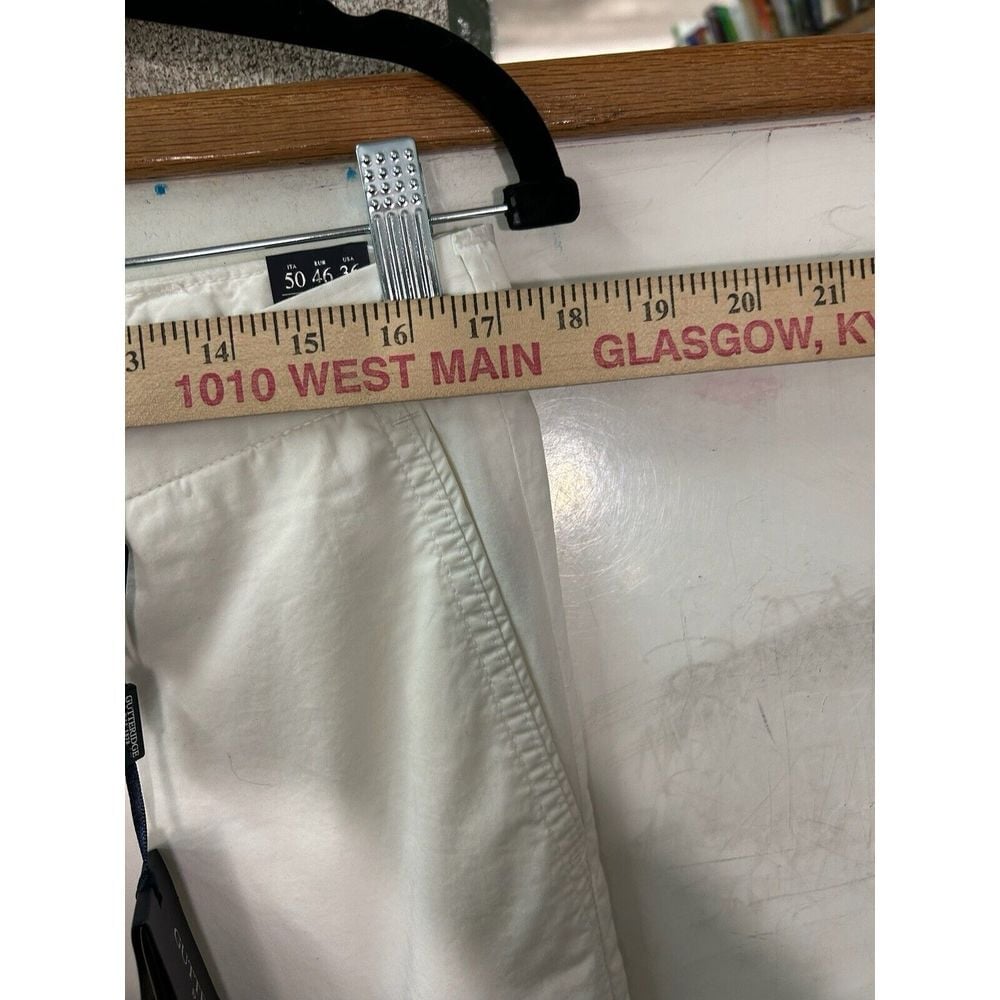 ITA EUR USA
50 46 36
13 14 15 16 17 18 19 20 21
1010 WEST MAIN GLASGOW, KY
GUTTERIDGE